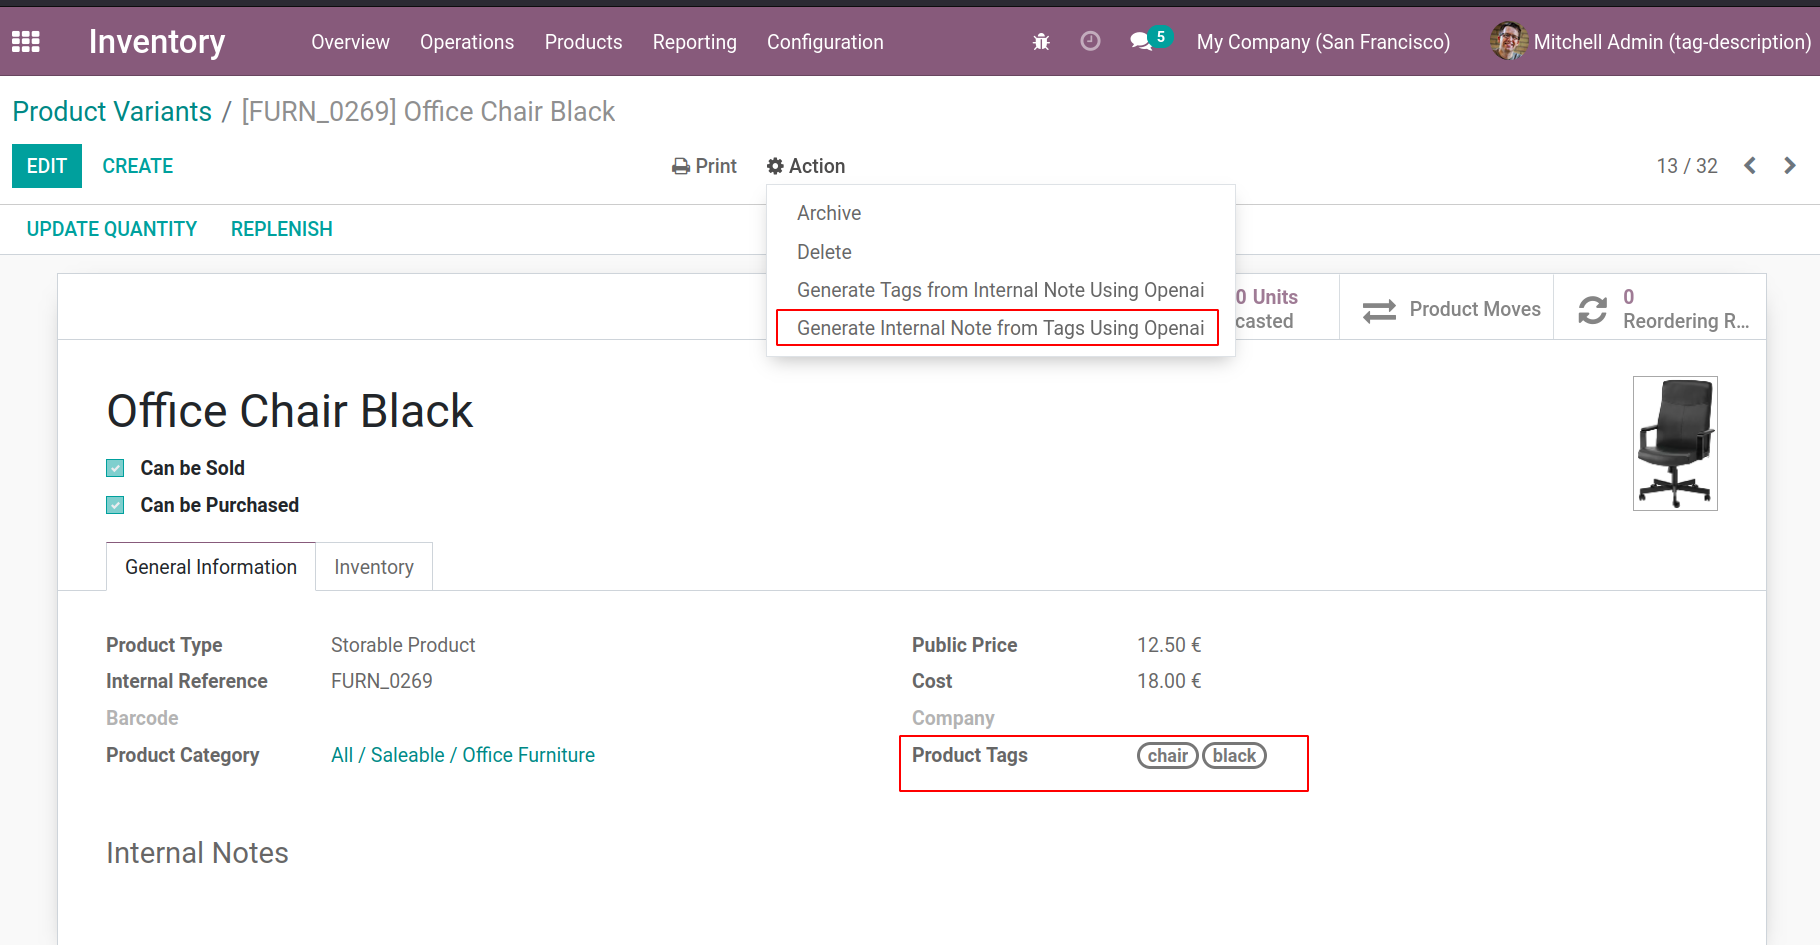 Inventory Overview Operations Products Reporting Configuration 5 My Company (San Francisco) Mitchell Admin (tag-description)
Product Variants / [FURN_0269] Office Chair Black
EDIT CREATE Print Action 13 / 32
Archive
Delete
Generate Tags from Internal Note Using Openai
Generate Internal Note from Tags Using Openai
UPDATE QUANTITY REPLENISH
0 Units
casted
Product Moves
0
Reordering R...
Office Chair Black
Can be Sold
Can be Purchased
General Information Inventory
Product Type Storable Product
Internal Reference FURN_0269
Barcode
Product Category All / Saleable / Office Furniture
Public Price 12.50 €
Cost 18.00 €
Company
Product Tags chair black
Internal Notes